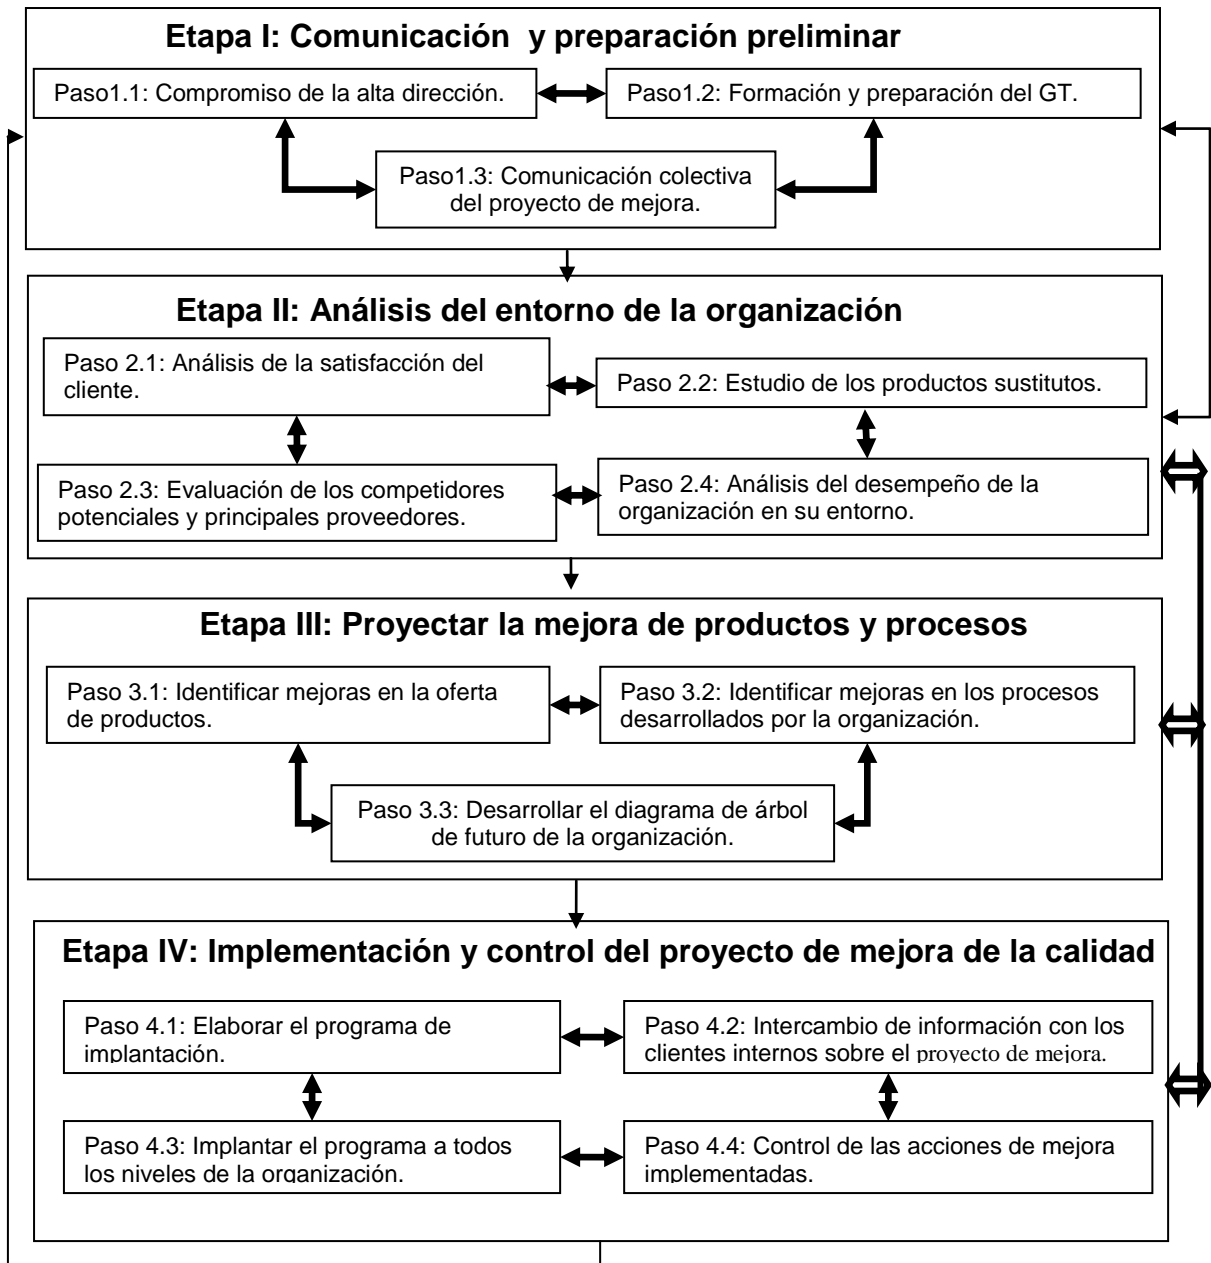 Etapa I: Comunicación y preparación preliminar
Paso1.1: Compromiso de la alta dirección.
Paso1.2: Formación y preparación del GT.
Paso1.3: Comunicación colectiva
del proyecto de mejora.
Etapa II: Análisis del entorno de la organización
Paso 2.1: Análisis de la satisfacción del
cliente.
Paso 2.2: Estudio de los productos sustitutos.
Paso 2.3: Evaluación de los competidores
potenciales y principales proveedores.
Paso 2.4: Análisis del desempeño de la
organización en su entorno.
Etapa III: Proyectar la mejora de productos y procesos
Paso 3.1: Identificar mejoras en la oferta
de productos.
Paso 3.2: Identificar mejoras en los procesos
desarrollados por la organización.
Paso 3.3: Desarrollar el diagrama de árbol
de futuro de la organización.
Etapa IV: Implementación y control del proyecto de mejora de la calidad
Paso 4.1: Elaborar el programa de
implantación.
Paso 4.2: Intercambio de información con los
clientes internos sobre el proyecto de mejora.
Paso 4.3: Implantar el programa a todos
los niveles de la organización.
Paso 4.4: Control de las acciones de mejora
implementadas.